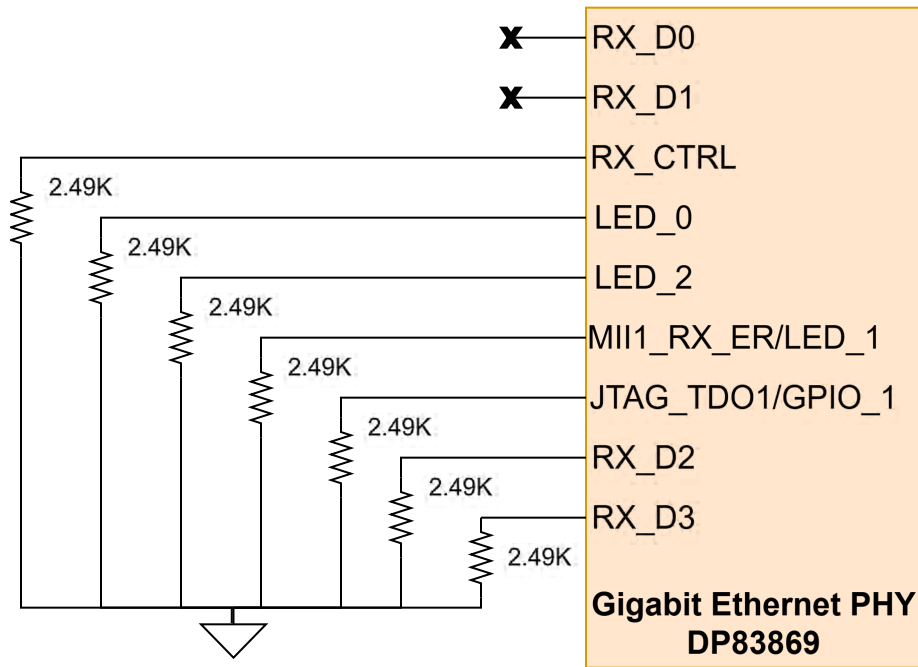 RX_D0
RX_D1
RX_CTRL
2.49K
LED_0
2.49K
LED_2
2.49K
MII1_RX_ER/LED_1
2.49K
JTAG_TDO1/GPIO_1
2.49K
RX_D2
2.49K
RX_D3
2.49K
Gigabit Ethernet PHY
DP83869